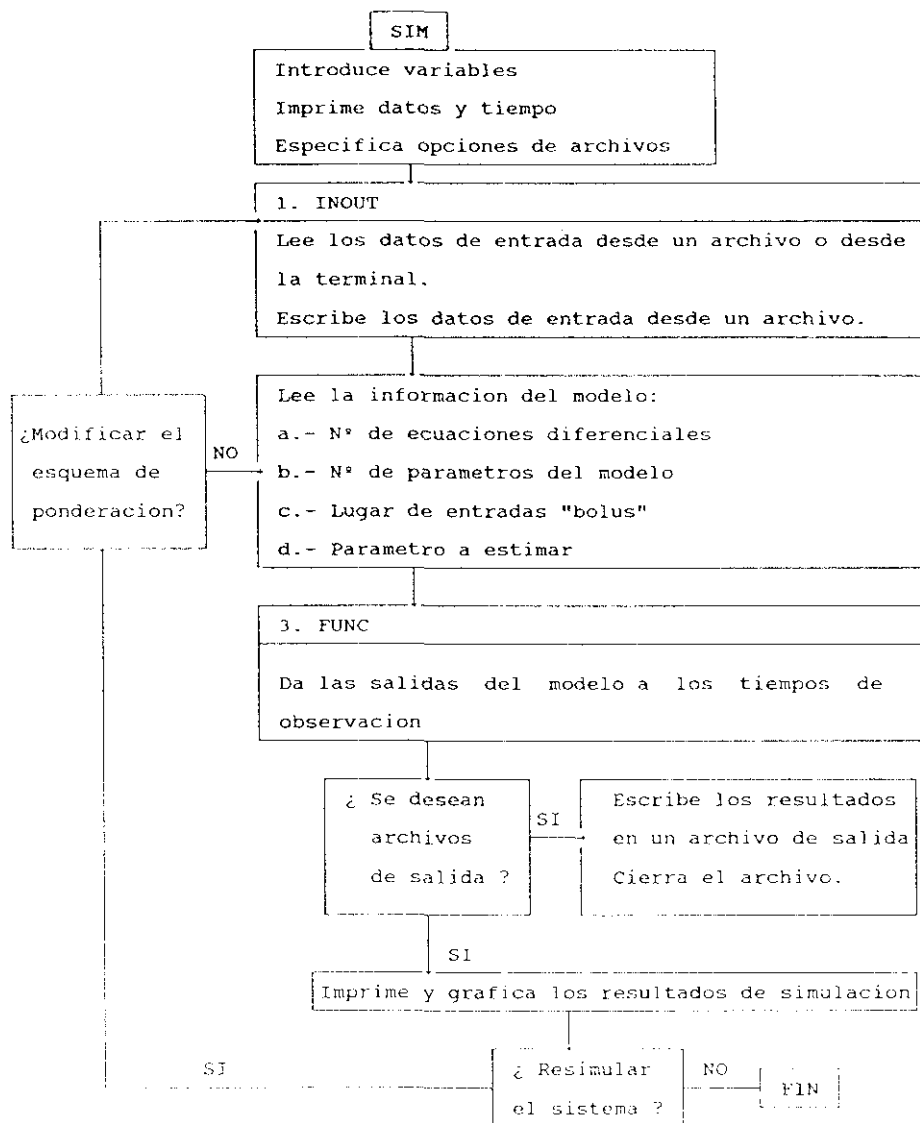 SIM
Introduce variables
Imprime datos y tiempo
Especifica opciones de archivos
1. INOUT
Lee los datos de entrada desde un archivo o desde
la terminal.
Escribe los datos de entrada desde un archivo.
¿Modificar el
esquema de
ponderacion?
NO
Lee la informacion del modelo:
a.- Nº de ecuaciones diferenciales
b.- Nº de parametros del modelo
c.- Lugar de entradas "bolus"
d.- Parametro a estimar
3. FUNC
Da las salidas del modelo a los tiempos de
observacion
¿ Se desean
archivos
de salida ?
SI
Escribe los resultados
en un archivo de salida
Cierra el archivo.
SI
Imprime y grafica los resultados de simulacion
SI
¿ Resimular
el sistema ?
NO
FIN